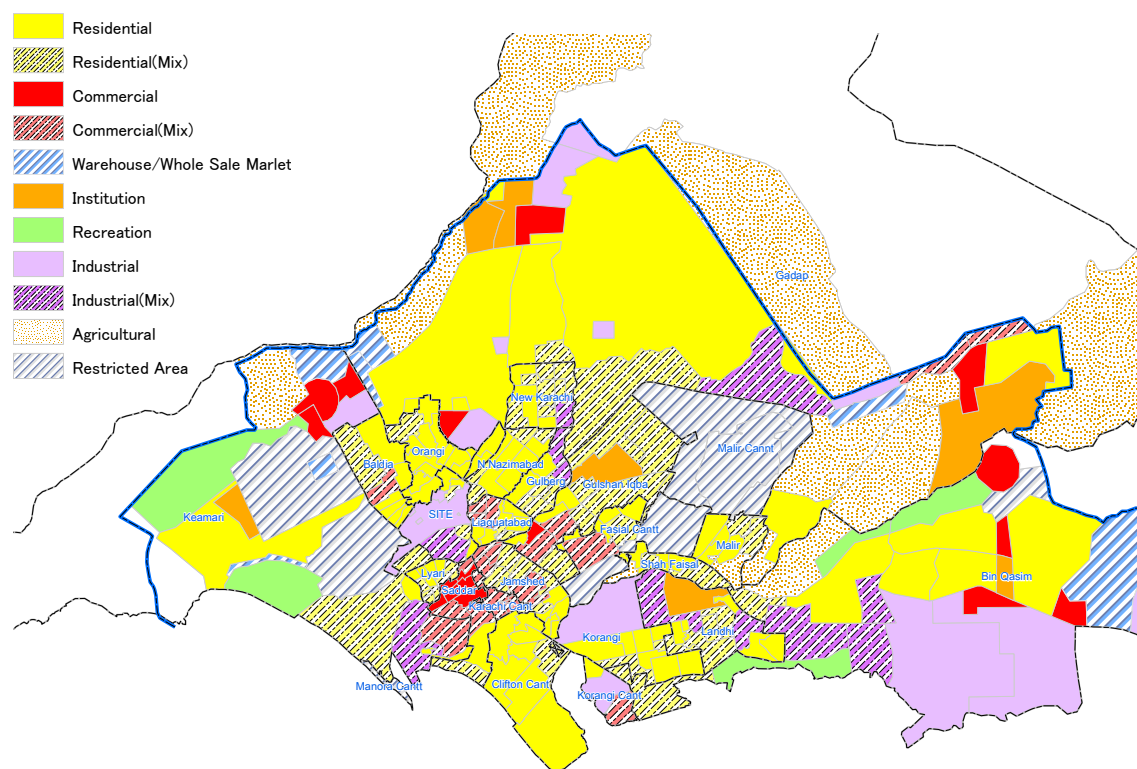 Residential
Residential(Mix)
Commercial
Commercial(Mix)
Warehouse/Whole Sale Marlet
Institution
Recreation
Industrial
Industrial(Mix)
Agricultural
Restricted Area
Gadap
New Karachi
Malir Cannt
Orangi
Baldia
N.Nazimabad
Gulberg
Gulshan Iqba
Keamari
SITE
Liaquatabad
Fasial Cantt
Malir
Shah Faisal
Lyari
Jamshed
Bin Qasim
Saddar
Karachi Cant.
Korangi
Landhi
Manora Cantt
Clifton Cant
Korangi Cant.